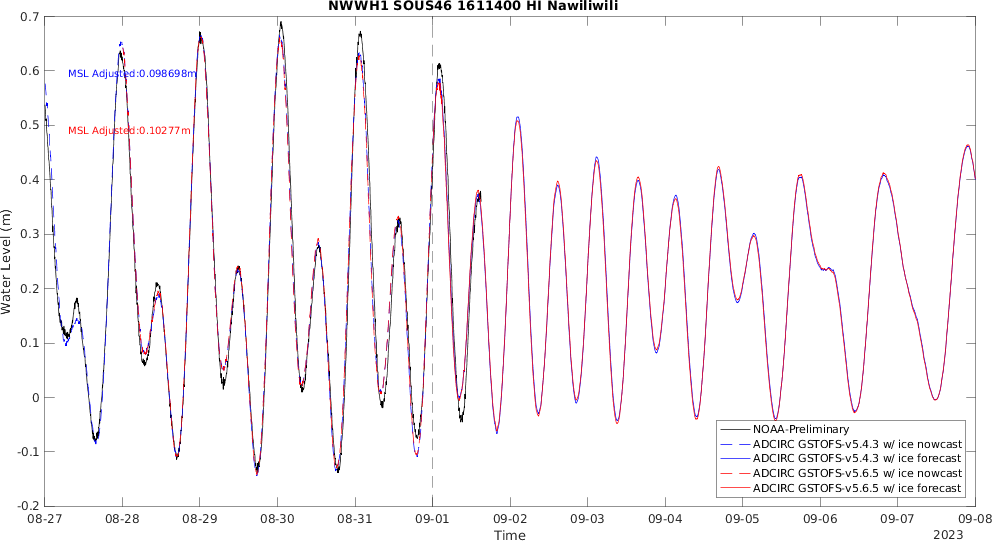 NWWH1 SOUS46 1611400 HI Nawiliwili
0.7
0.6
0.5
0.4
0.3
0.2
0.1
0
-0.1
-0.2
Water Level (m)
MSL Adjusted:0.098698m
MSL Adjusted:0.10277m
NOAA-Preliminary
ADCIRC GSTOFS-v5.4.3 w/ ice nowcast
ADCIRC GSTOFS-v5.4.3 w/ ice forecast
ADCIRC GSTOFS-v5.6.5 w/ ice nowcast
ADCIRC GSTOFS-v5.6.5 w/ ice forecast
08-27 08-28 08-29 08-30 08-31 09-01 09-02 09-03 09-04 09-05 09-06 09-07 09-08
Time
2023